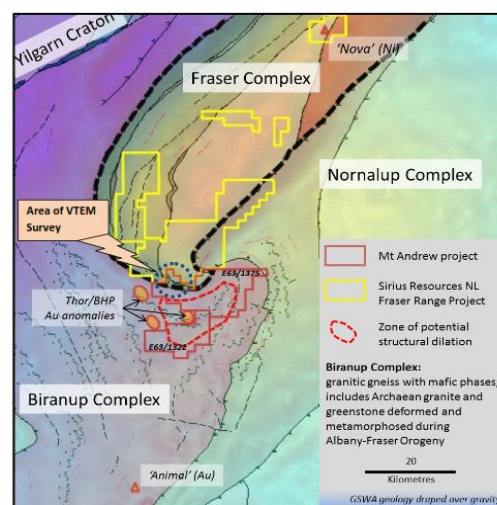 Yilgarn Craton
'Nova' (Ni)
Fraser Complex
Nornalup Complex
Area of VTEM
Survey
E63/1375
Thor/BHP
Au anomalies
E63/1322
Biranup Complex
'Animal' (Au)
Mt Andrew project
Sirius Resources NL
Fraser Range Project
Zone of potential
structural dilation
Biranup Complex:
granitic gneiss with mafic phases,
includes Archaean granite and
greenstone deformed and
metamorphosed during
Albany-Fraser Orogeny
20
Kilometres
GSWA geology draped over gravity